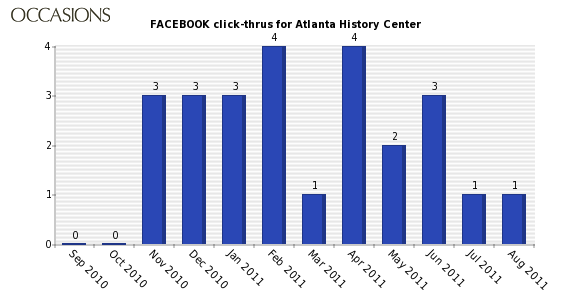 OCCASIONS
FACEBOOK click-thrus for Atlanta History Center
4 4
4
3 3 3 3
3
2
2
1 1 1
1
0 0
0
Sep 2010 Oct 2010 Nov 2010 Dec 2010 Jan 2011 Feb 2011 Mar 2011 Apr 2011 May 2011 Jun 2011 Jul 2011 Aug 2011